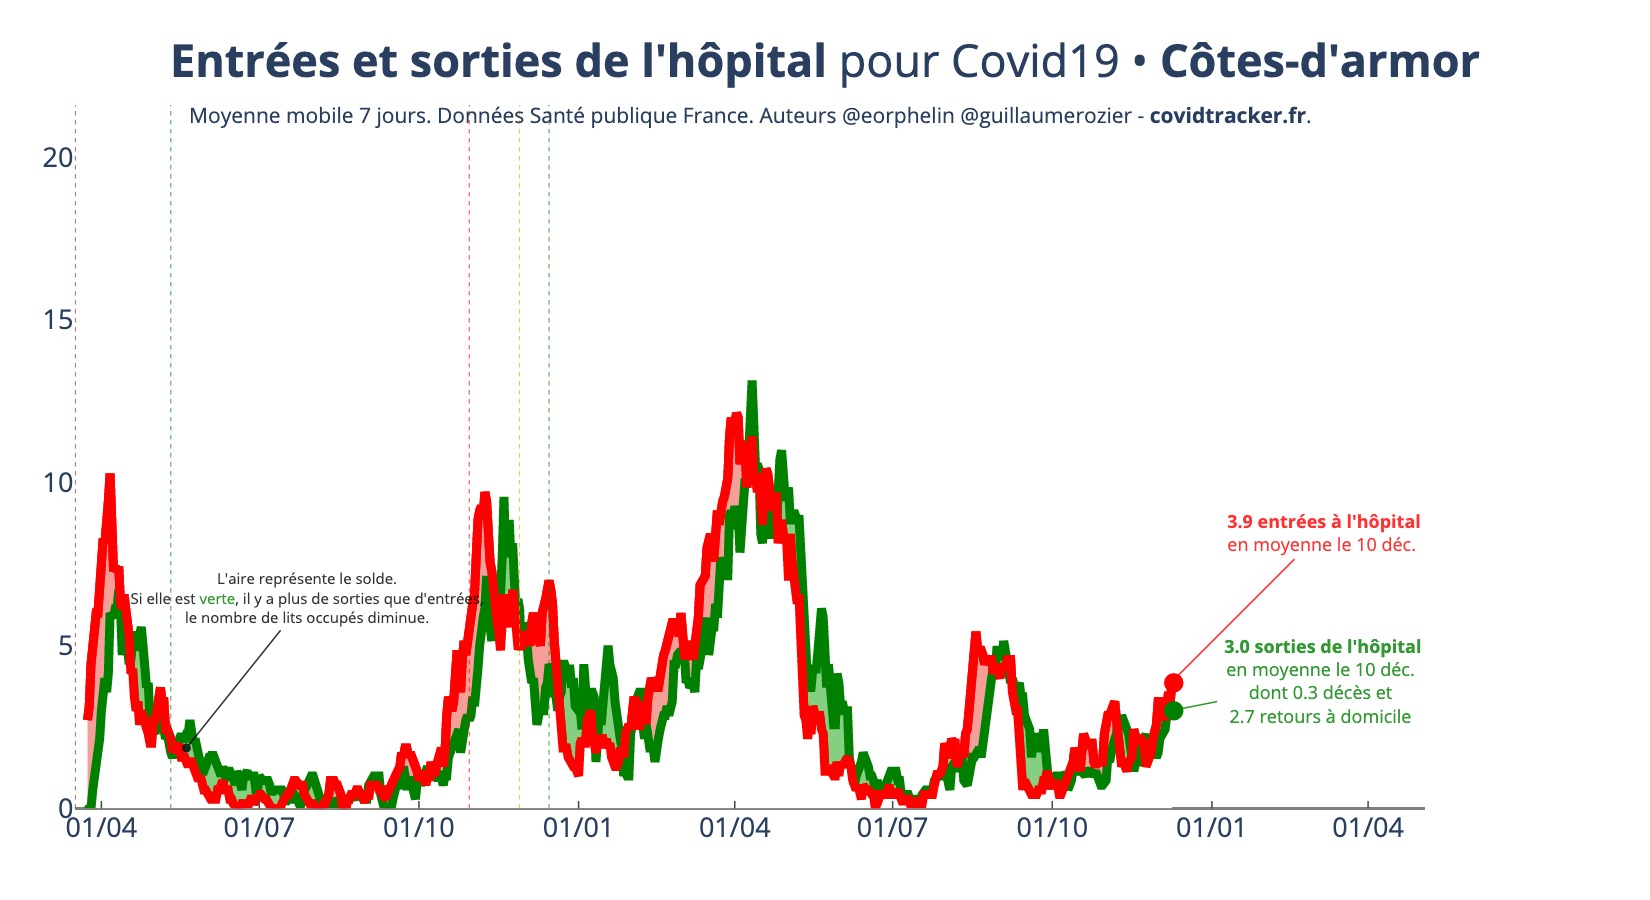 Entrées et sorties de l'hôpital pour Covid19 • Côtes-d'armor
Moyenne mobile 7 jours. Données Santé publique France. Auteurs @eorphelin @guillaumerozier - covidtracker.fr.
20
15
10
5
0
L'aire représente le solde.
Si elle est verte, il y a plus de sorties que d'entrées,
le nombre de lits occupés diminue.
3.9 entrées à l'hôpital
en moyenne le 10 déc.
3.0 sorties de l'hôpital
en moyenne le 10 déc.
dont 0.3 décès et
2.7 retours à domicile
01/04
01/07
01/10
01/01
01/04
01/07
01/10
01/01
01/04